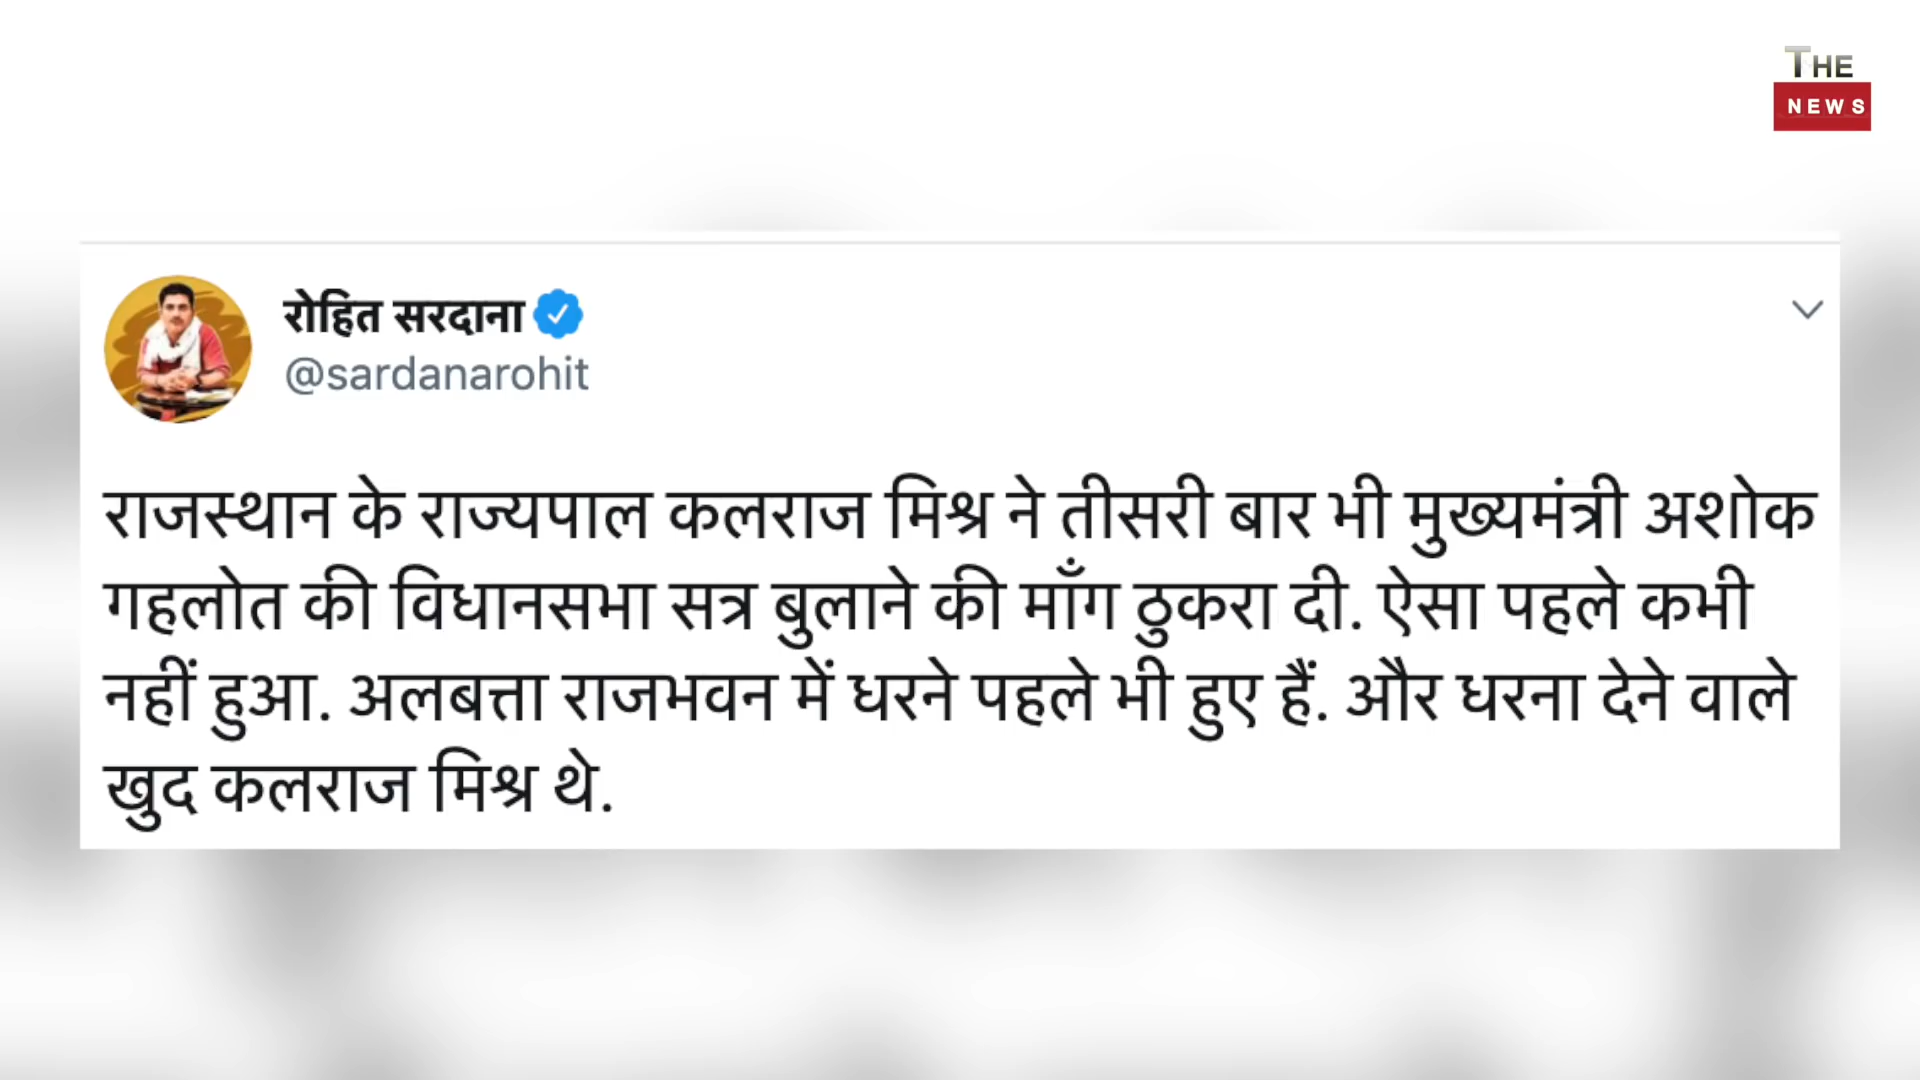 THE
NEWS
रोहित सरदाना
@sardanarohit
राजस्थान के राज्यपाल कलराज मिश्र ने तीसरी बार भी मुख्यमंत्री अशोक
गहलोत की विधानसभा सत्र बुलाने की माँग ठुकरा दी. ऐसा पहले कभी
नहीं हुआ. अलबत्ता राजभवन में धरने पहले भी हुए हैं. और धरना देने वाले
खुद कलराज मिश्र थे.